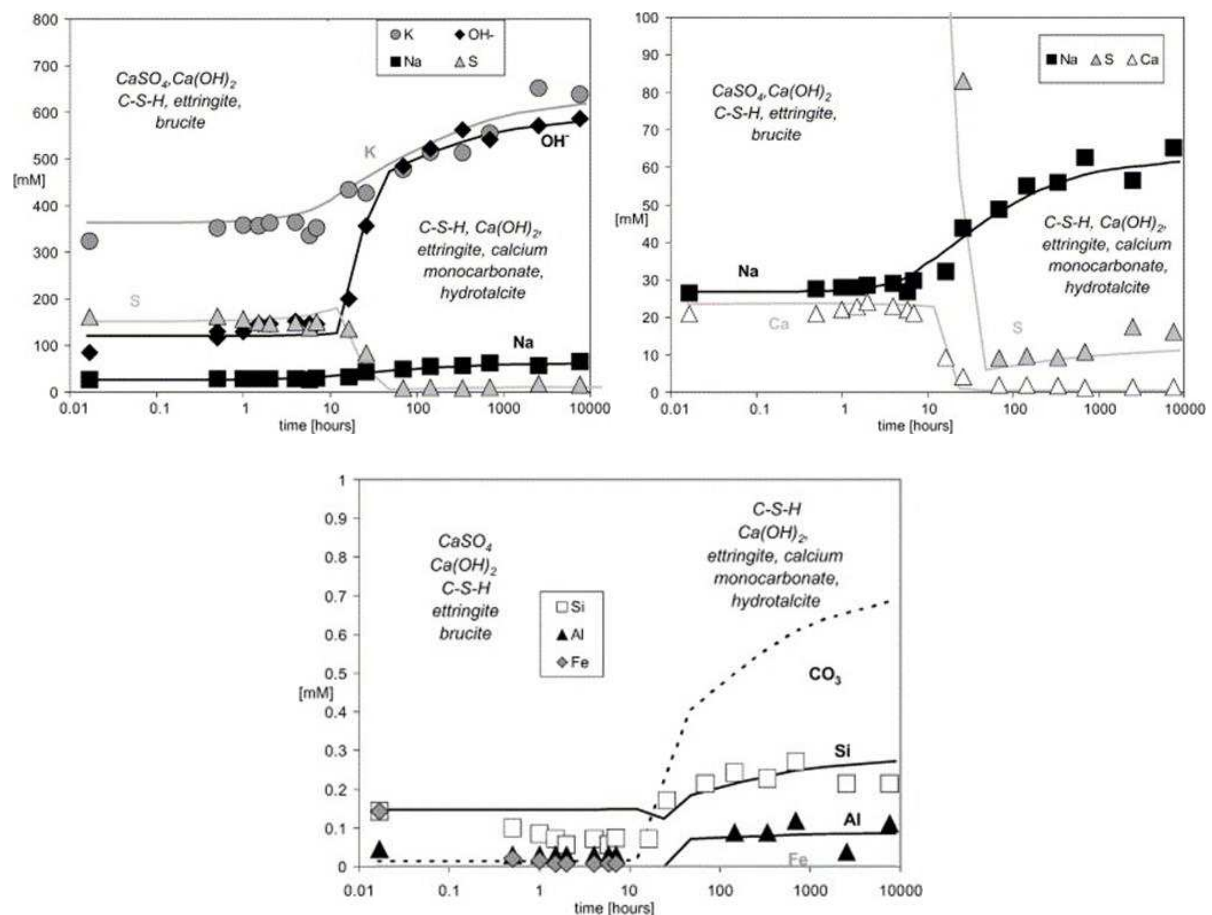 800
700
600
500
400
300
200
100
0
[mM]
K
OH-
Na
S
CaSO4,Ca(OH)2
C-S-H, ettringite,
brucite
K
OH-
C-S-H, Ca(OH)2,
ettringite, calcium
monocarbonate,
hydrotalcite
S
Na
0.01
0.1
1
10
100
1000
10000
time [hours]
100
90
80
70
60
50
40
30
20
10
0
[mM]
Na
S
Ca
CaSO4,Ca(OH)2
C-S-H, ettringite,
brucite
C-S-H, Ca(OH)2,
ettringite, calcium
monocarbonate,
hydrotalcite
Na
Ca
S
0.01
0.1
1
10
100
1000
10000
time [hours]
1
0.9
0.8
0.7
0.6
0.5
0.4
0.3
0.2
0.1
0
[mM]
CaSO4
Ca(OH)2
C-S-H
ettringite
brucite
Si
Al
Fe
C-S-H
Ca(OH)2,
ettringite, calcium
monocarbonate,
hydrotalcite
CO3
Si
Al
Fe
0.01
0.1
1
10
100
1000
10000
time [hours]